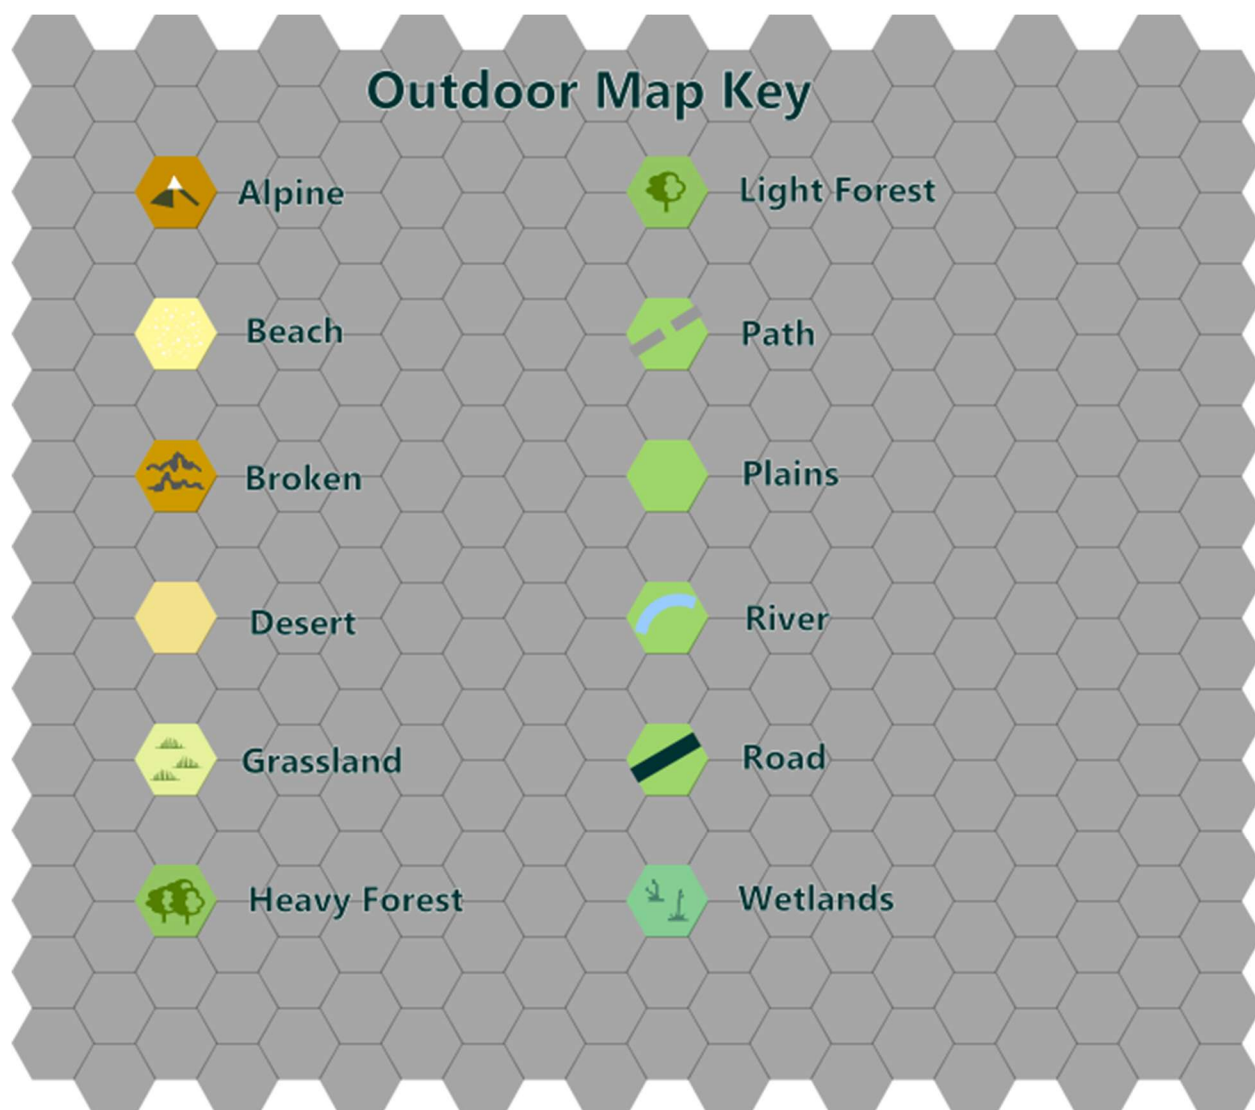 Outdoor Map Key
Alpine
Beach
Broken
Desert
Grassland
Heavy Forest
Light Forest
Path
Plains
River
Road
Wetlands